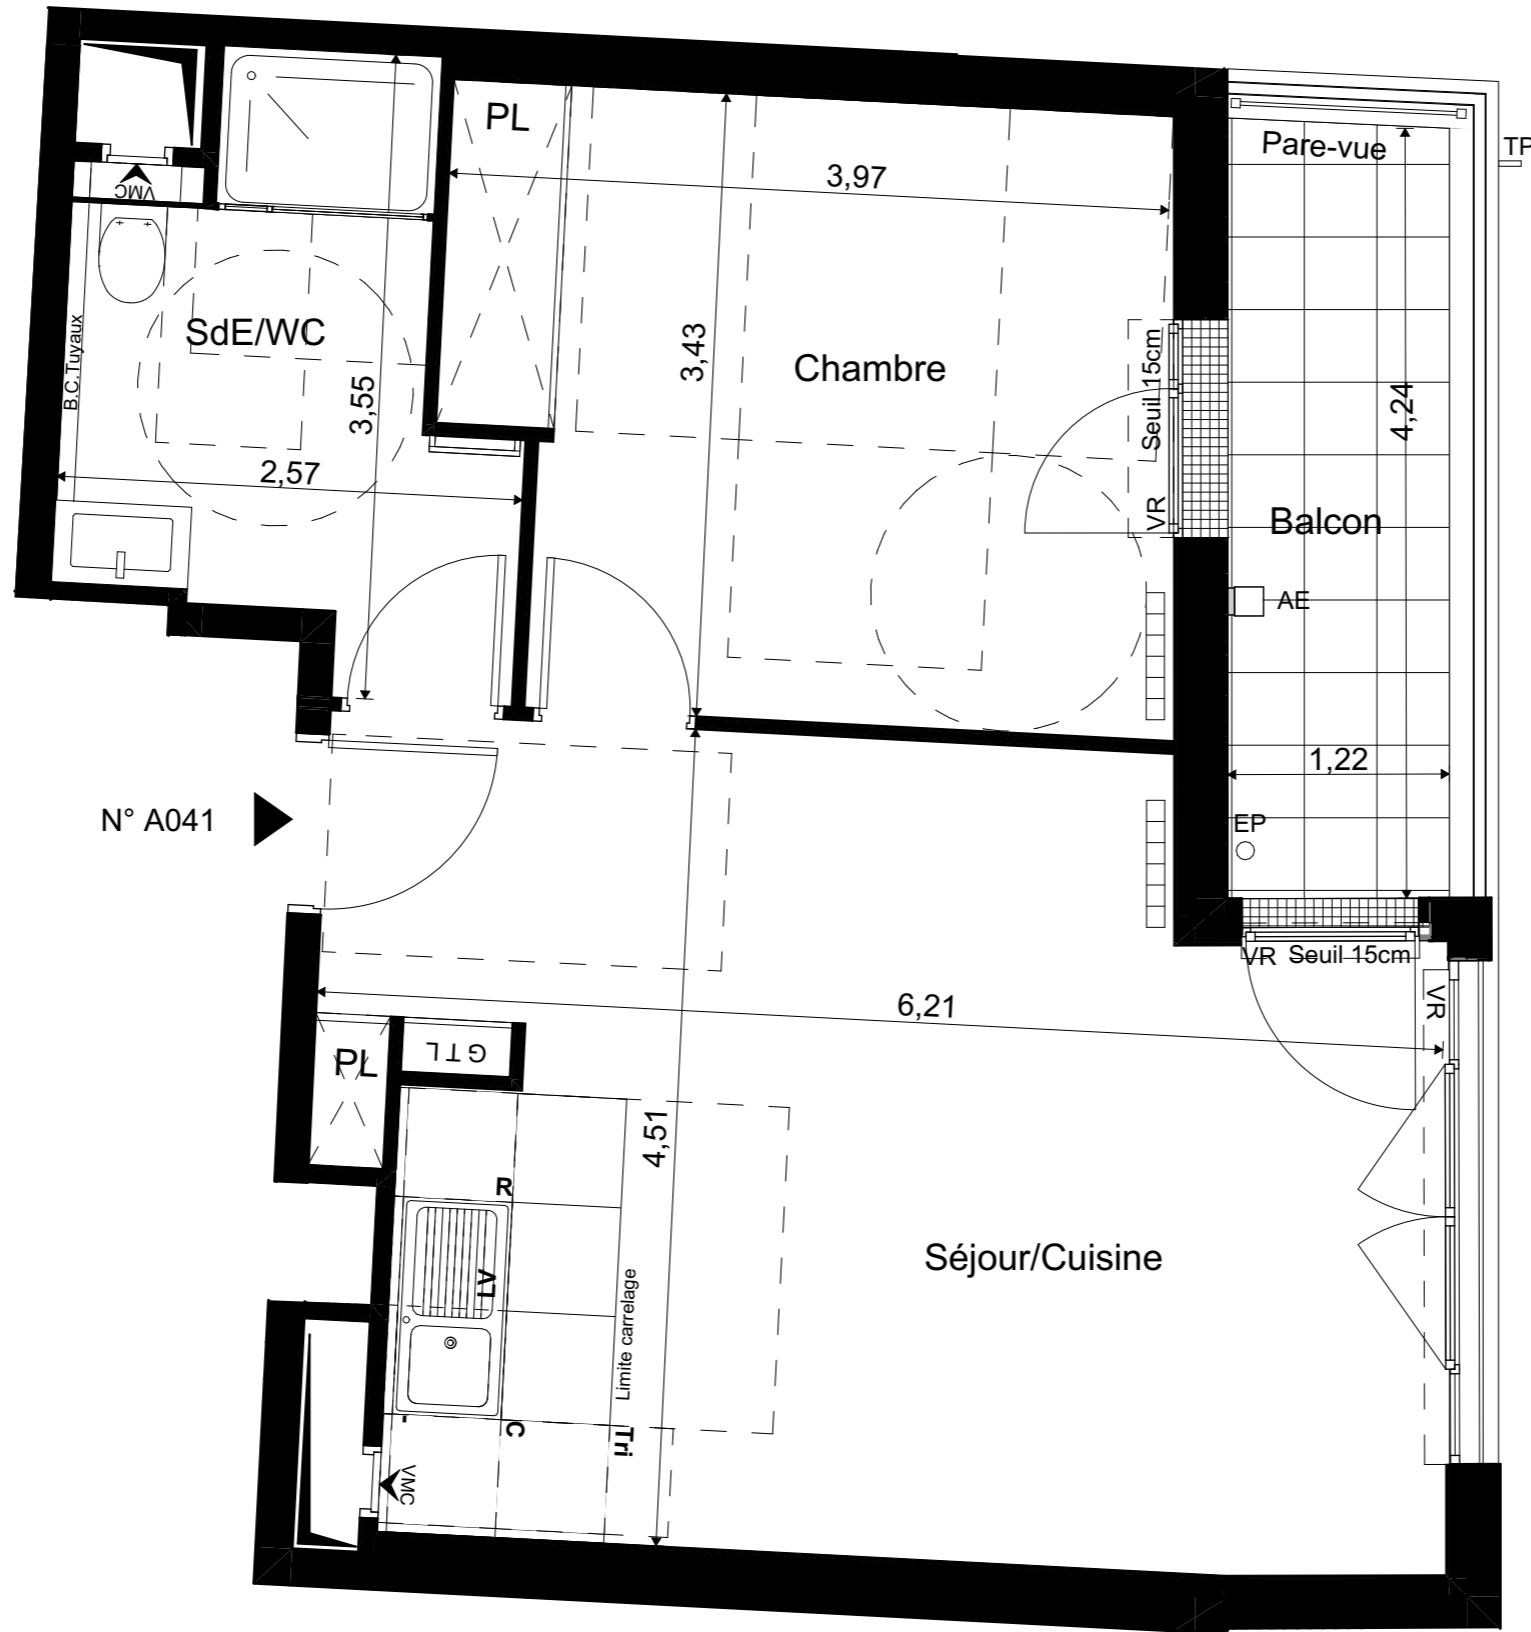 PL
Pare-vue
TP
3,97
VMC
SdE/WC
B.C.Tuyaux
3,55
3,43
Chambre
Seuil 15cm
VR
4,24
2,57
Balcon
AE
1,22
N° A041
EP
VR Seuil 15cm
VR
6,21
PL
GTL
4,51
R
LV
Séjour/Cuisine
Limite carrelage
C
Tri
VMC